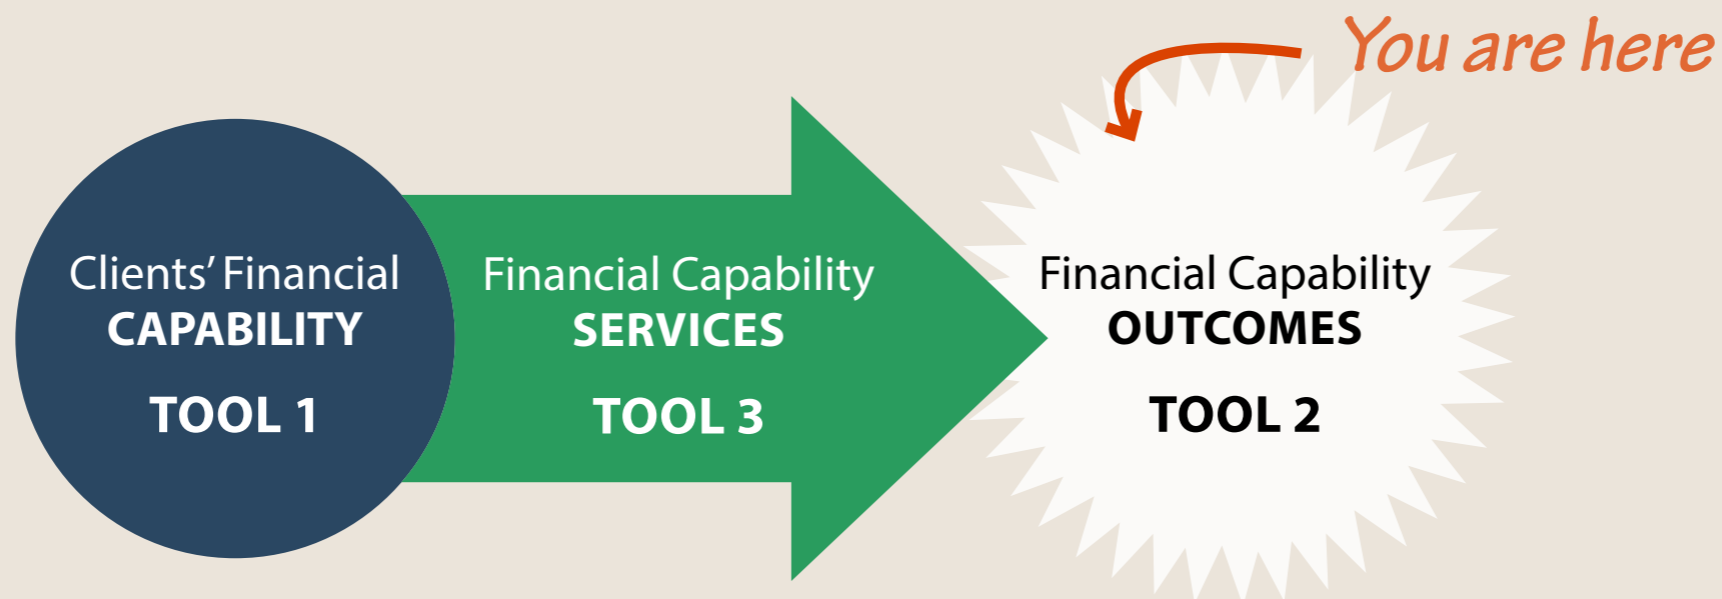 You are here
Clients’ Financial
CAPABILITY
TOOL 1
Financial Capability
SERVICES
TOOL 3
Financial Capability
OUTCOMES
TOOL 2